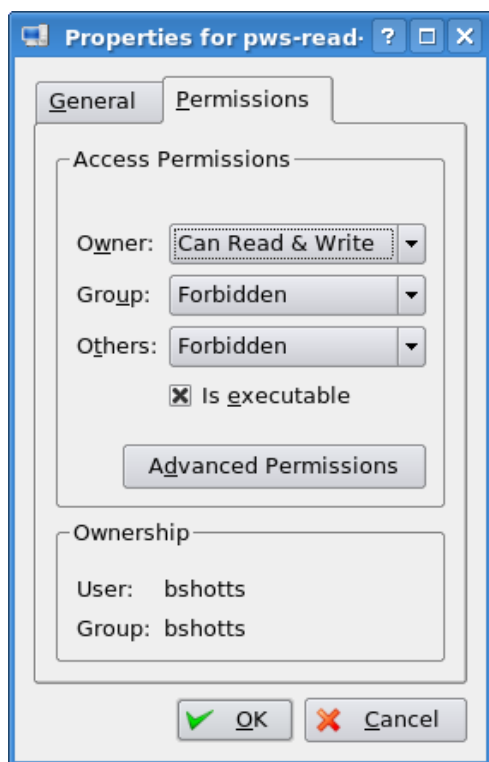 Properties for pws-read-
General Permissions
Access Permissions
Owner: Can Read & Write
Group: Forbidden
Others: Forbidden
Is executable
Advanced Permissions
Ownership
User: bshotts
Group: bshotts
OK Cancel